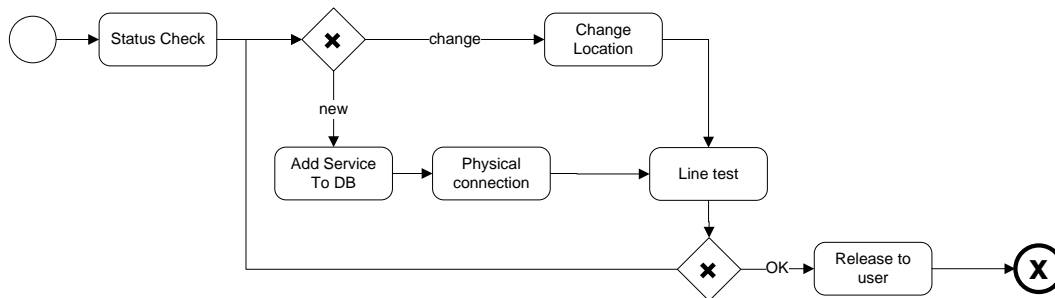 Status Check
change
Change
Location
new
Add Service
To DB
Physical
connection
Line test
OK
Release to
user
X